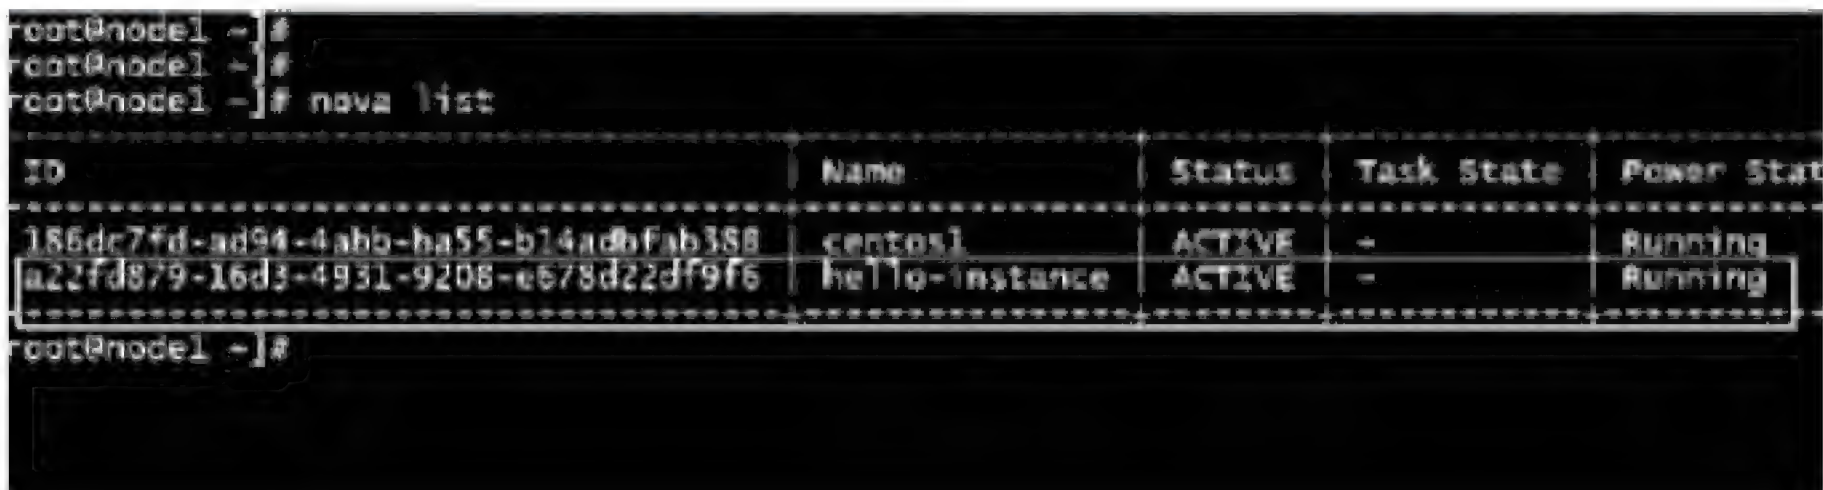 root@node1 ~]#
root@node1 ~]#
root@node1 ~]# nova list
ID | Name | Status | Task State | Power Stat
186dc7fd-ad94-4abb-ba55-b14adbfab388 | centos1 | ACTIVE | - | Running
a22fd879-16d3-4931-9208-e678d22df9f6 | hello-instance | ACTIVE | - | Running
root@node1 ~]#